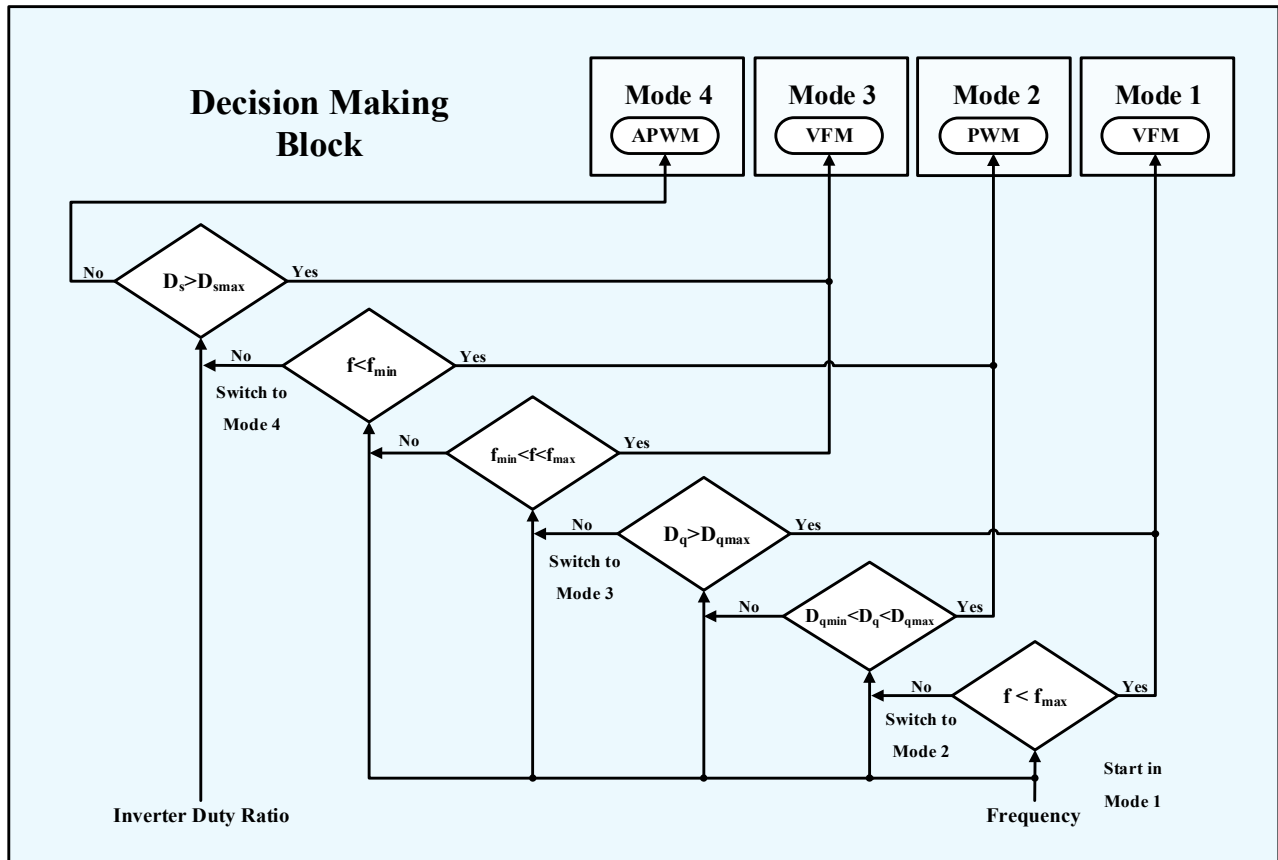 Decision Making
Block
Mode 4
APWM
Mode 3
VFM
Mode 2
PWM
Mode 1
VFM
No
Ds>Dsmax
Yes
No
f<fmin
Yes
Switch to
Mode 4
No
fmin<f<fmax
Yes
No
Dq>Dqmax
Yes
Switch to
Mode 3
No
Dqmin<Dq<Dqmax
Yes
No
f < fmax
Yes
Switch to
Mode 2
Start in
Mode 1
Inverter Duty Ratio
Frequency